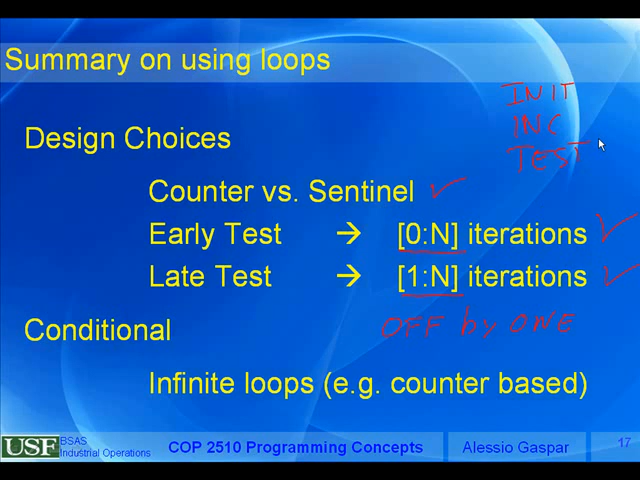 Summary on using loops
INIT
INC
TEST
Design Choices
Counter vs. Sentinel
Early Test → [0:N] iterations
Late Test → [1:N] iterations
Conditional
OFF by ONE
Infinite loops (e.g. counter based)
USF BSAS
Industrial Operations
COP 2510 Programming Concepts
Alessio Gaspar
17